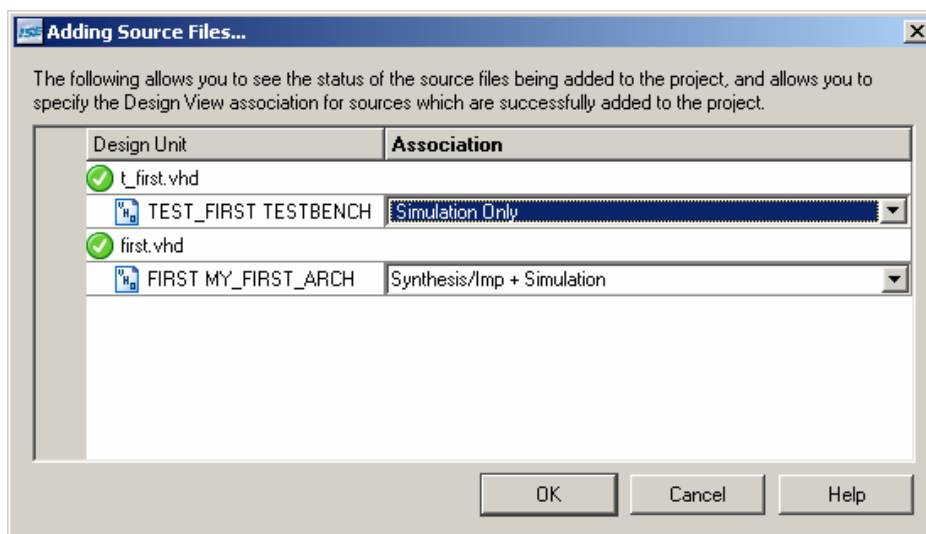 ISE Adding Source Files...
The following allows you to see the status of the source files being added to the project, and allows you to
specify the Design View association for sources which are successfully added to the project.
Design Unit Association
t_first.vhd
TEST_FIRST TESTBENCH Simulation Only
first.vhd
FIRST MY_FIRST_ARCH Synthesis/Imp + Simulation
OK Cancel Help